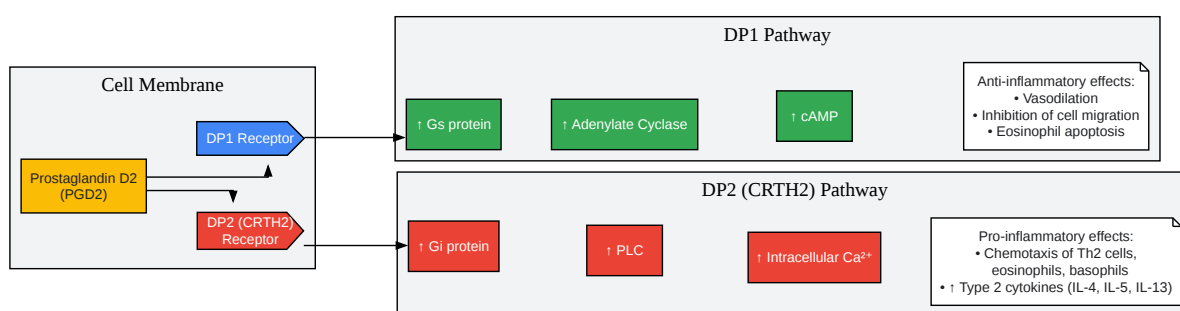 Cell Membrane
Prostaglandin D2
(PGD2)
DP1 Receptor
DP2 (CRTH2)
Receptor
DP1 Pathway
↑ Gs protein
↑ Adenylate Cyclase
↑ cAMP
Anti-inflammatory effects:
• Vasodilation
• Inhibition of cell migration
• Eosinophil apoptosis
DP2 (CRTH2) Pathway
↑ Gi protein
↑ PLC
↑ Intracellular Ca²⁺
Pro-inflammatory effects:
• Chemotaxis of Th2 cells,
eosinophils, basophils
• ↑ Type 2 cytokines (IL-4, IL-5, IL-13)